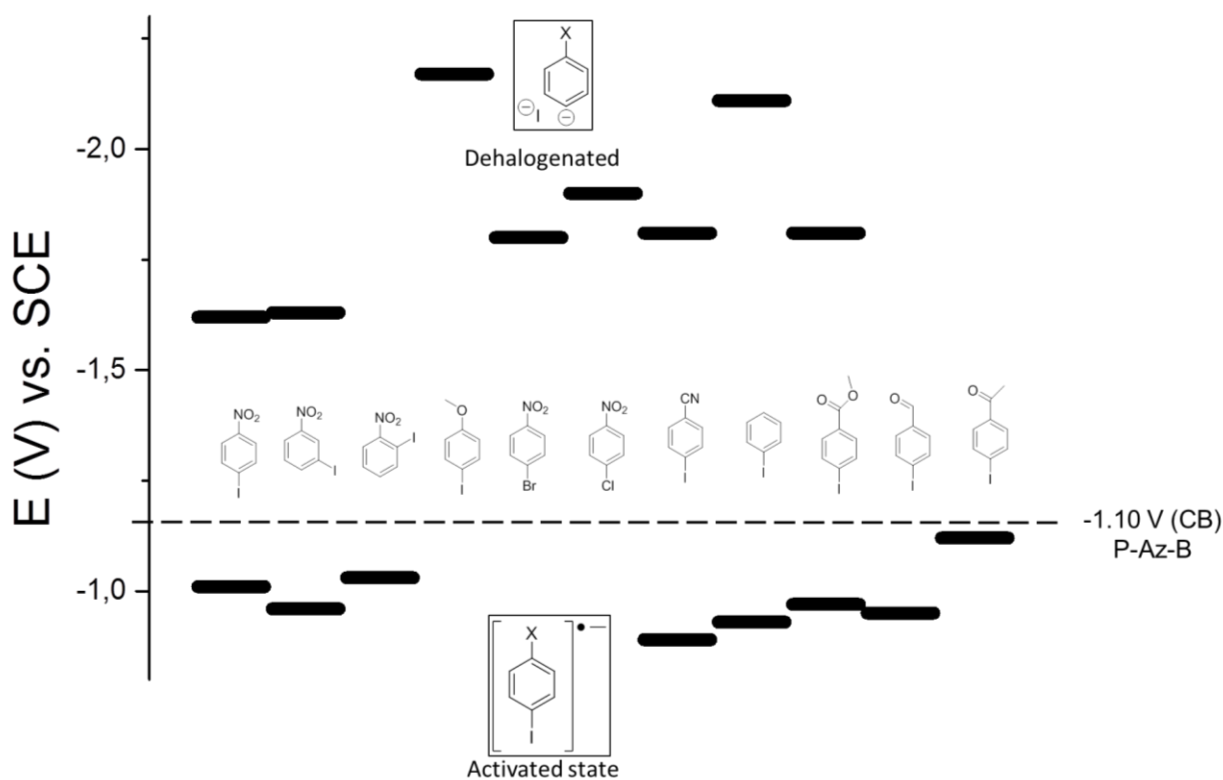 E (V) vs. SCE
-2,0
-1,5
-1,0
X
⊖I
⊖
Dehalogenated
NO₂
I
NO₂
I
NO₂
I
O
I
NO₂
Br
NO₂
Cl
CN
I
I
O
O
I
O
I
O
I
-1.10 V (CB)
P-Az-B
X
• —
I
Activated state